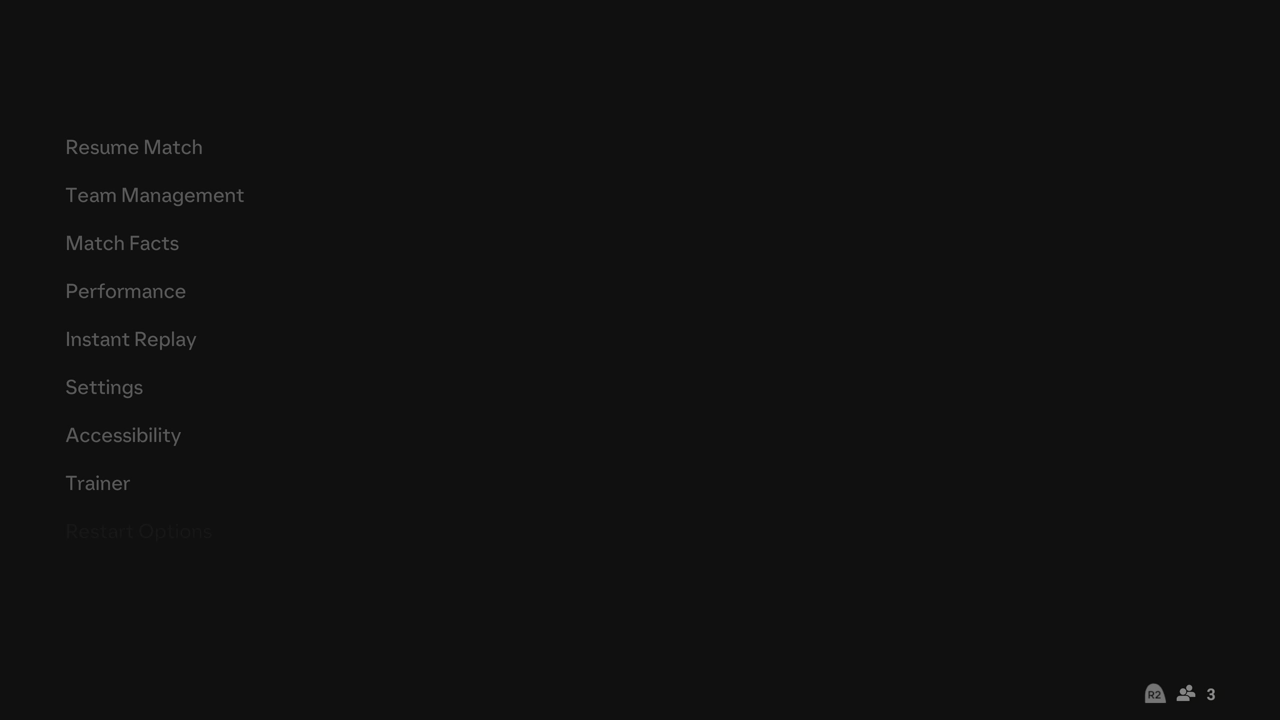 Resume Match
Team Management
Match Facts
Performance
Instant Replay
Settings
Accessibility
Trainer
Restart Options
R2 3